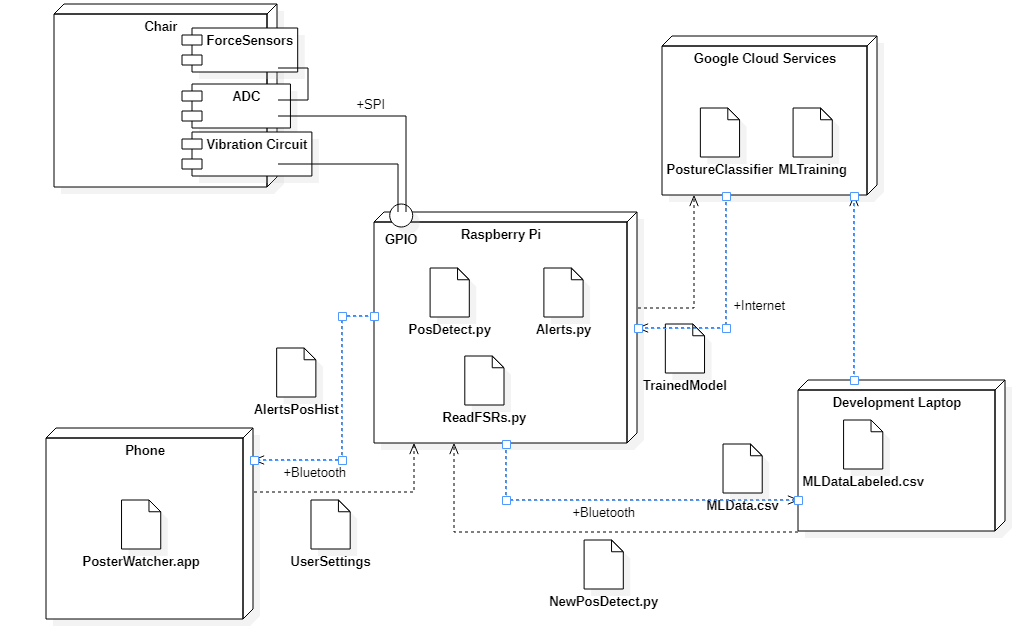 Chair
ForceSensors
ADC
Vibration Circuit
+SPI
Google Cloud Services
PostureClassifier
MLTraining
GPIO
Raspberry Pi
PosDetect.py
Alerts.py
ReadFSRs.py
+Internet
TrainedModel
AlertsPosHist
Development Laptop
MLDataLabeled.csv
Phone
+Bluetooth
PosterWatcher.app
UserSettings
MLData.csv
+Bluetooth
NewPosDetect.py